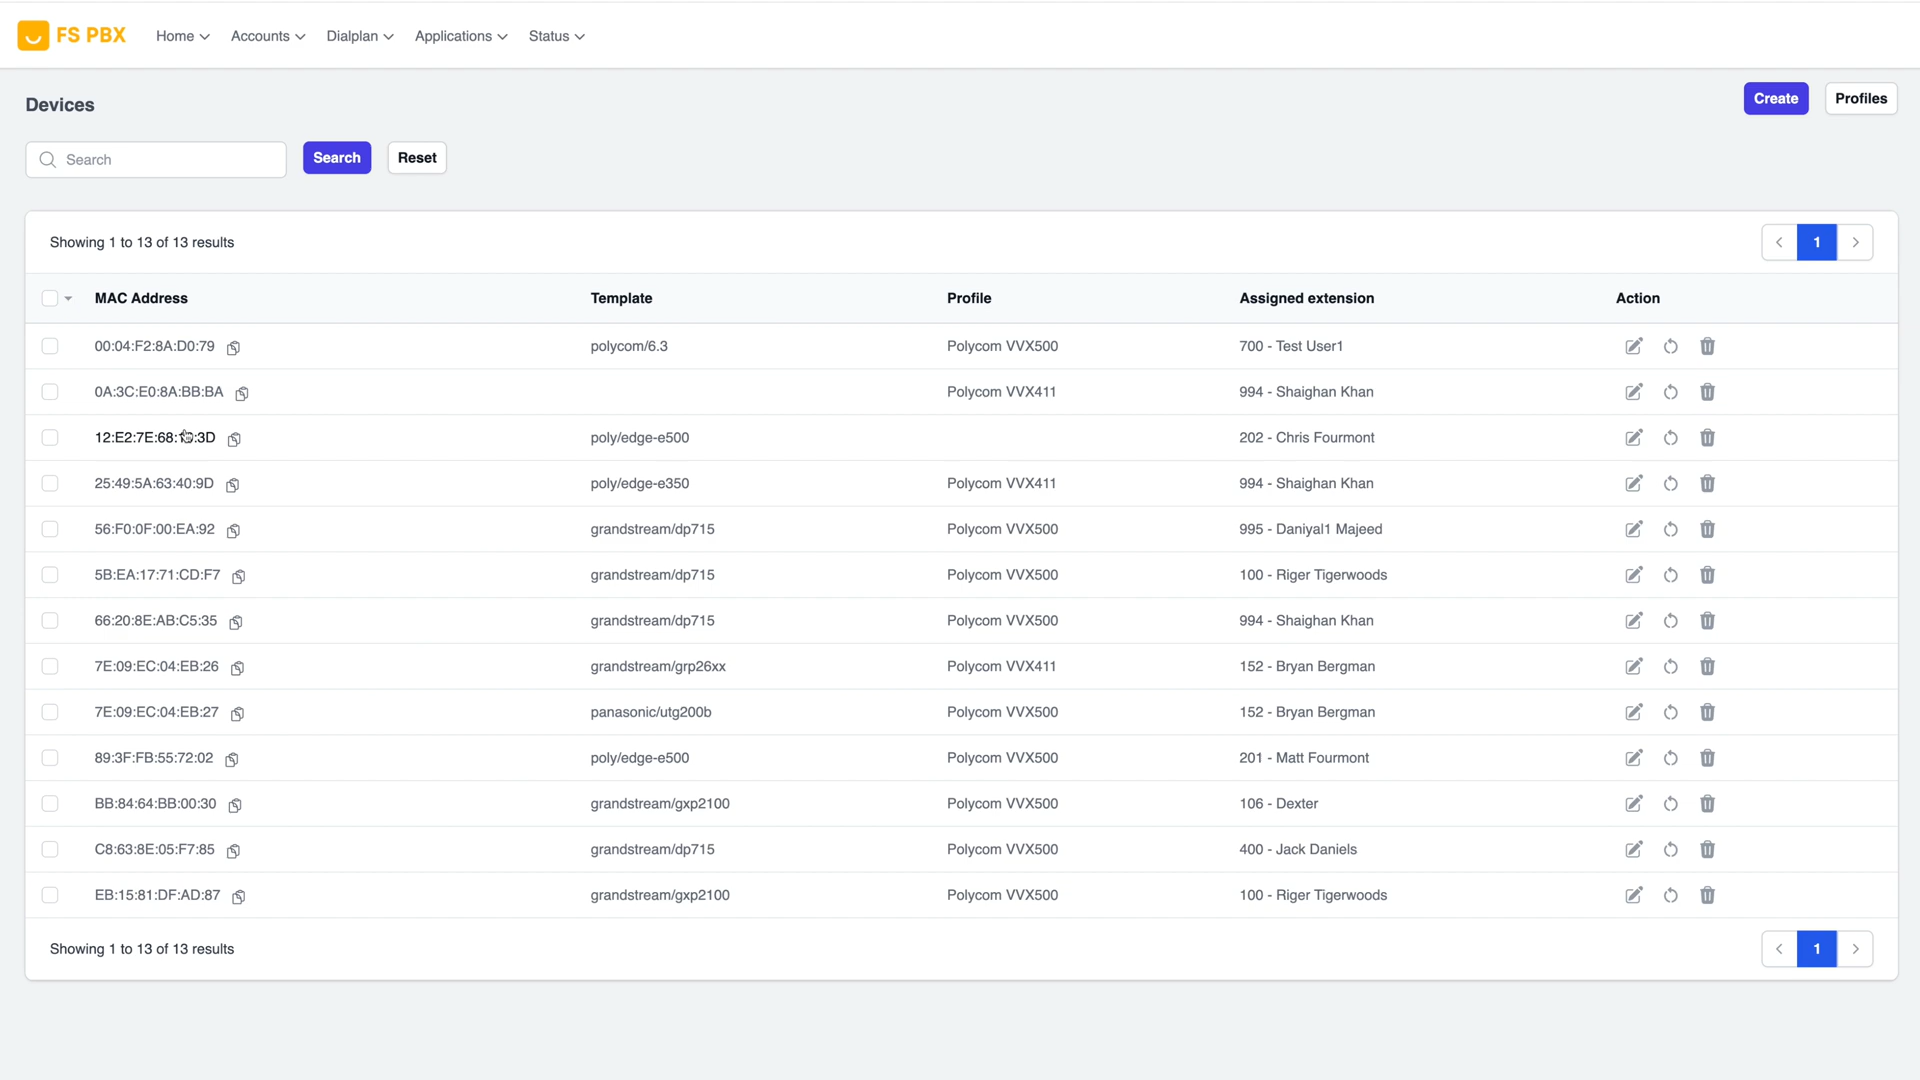 FS PBX Home Accounts Dialplan Applications Status
Devices Create Profiles
Search Search Reset
Showing 1 to 13 of 13 results 1
MAC Address Template Profile Assigned extension Action
00:04:F2:8A:D0:79 polycom/6.3 Polycom VVX500 700 - Test User1
0A:3C:E0:8A:BB:BA Polycom VVX411 994 - Shaighan Khan
poly/edge-e500 202 - Chris Fourmont
25:49:5A:63:40:9D poly/edge-e350 Polycom VVX411 994 - Shaighan Khan
56:F0:0F:00:EA:92 grandstream/dp715 Polycom VVX500 995 - Daniyal1 Majeed
5B:EA:17:71:CD:F7 grandstream/dp715 Polycom VVX500 100 - Riger Tigerwoods
66:20:8E:AB:C5:35 grandstream/dp715 Polycom VVX500 994 - Shaighan Khan
7E:09:EC:04:EB:26 grandstream/grp26xx Polycom VVX411 152 - Bryan Bergman
7E:09:EC:04:EB:27 panasonic/utg200b Polycom VVX500 152 - Bryan Bergman
89:3F:FB:55:72:02 poly/edge-e500 Polycom VVX500 201 - Matt Fourmont
BB:84:64:BB:00:30 grandstream/gxp2100 Polycom VVX500 106 - Dexter
C8:63:8E:05:F7:85 grandstream/dp715 Polycom VVX500 400 - Jack Daniels
EB:15:81:DF:AD:87 grandstream/gxp2100 Polycom VVX500 100 - Riger Tigerwoods
Showing 1 to 13 of 13 results 1